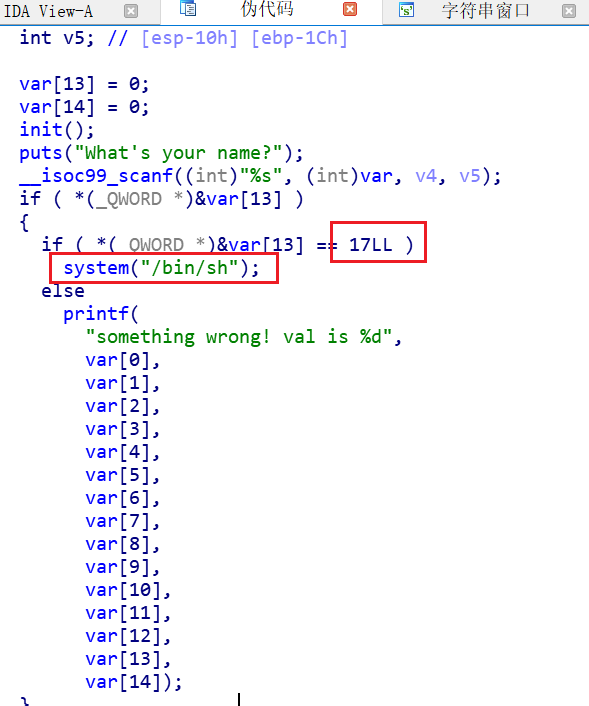 IDA View-A 伪代码 字符串窗口
int v5; // [esp-10h] [ebp-1Ch]
var[13] = 0;
var[14] = 0;
init();
puts("What's your name?");
__isoc99_scanf((int)"%s", (int)var, v4, v5);
if ( *(_QWORD *)&var[13] )
{
if ( *(_QWORD *)&var[13] == 17LL )
system("/bin/sh");
else
printf(
"something wrong! val is %d",
var[0],
var[1],
var[2],
var[3],
var[4],
var[5],
var[6],
var[7],
var[8],
var[9],
var[10],
var[11],
var[12],
var[13],
var[14]);
}